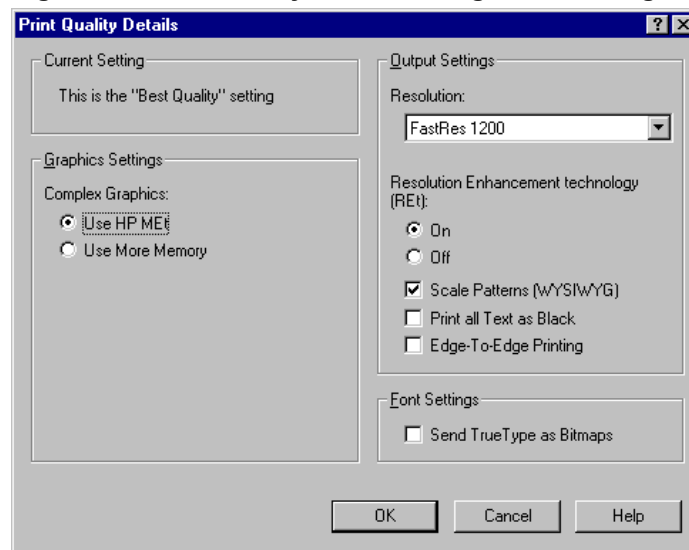 Print Quality Details
Current Setting
This is the "Best Quality" setting
Graphics Settings
Complex Graphics:
Use HP MEt
Use More Memory
Output Settings
Resolution:
FastRes 1200
Resolution Enhancement technology
(REt):
On
Off
Scale Patterns (WYSIWYG)
Print all Text as Black
Edge-To-Edge Printing
Font Settings
Send TrueType as Bitmaps
OK
Cancel
Help